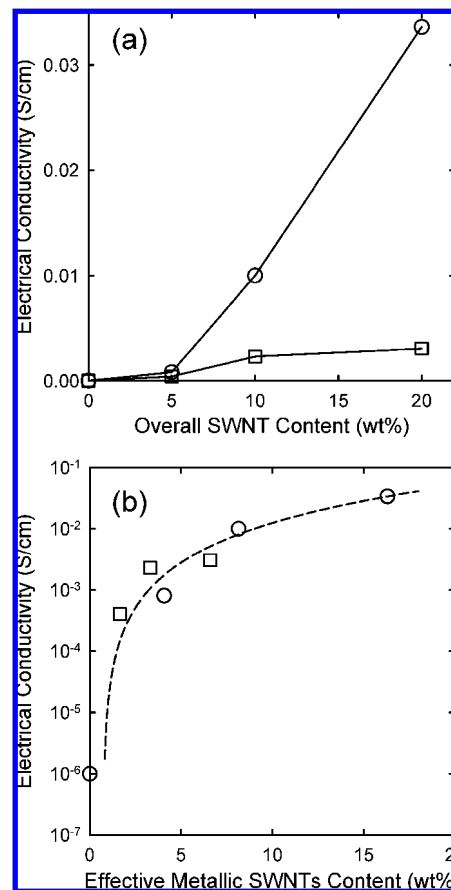 (a)
Electrical Conductivity (S/cm)
0.03
0.02
0.01
0.00
0 5 10 15 20
Overall SWNT Content (wt%)
(b)
Electrical Conductivity (S/cm)
10⁻¹
10⁻²
10⁻³
10⁻⁴
10⁻⁵
10⁻⁶
10⁻⁷
0 5 10 15 2
Effective Metallic SWNTs Content (wt%